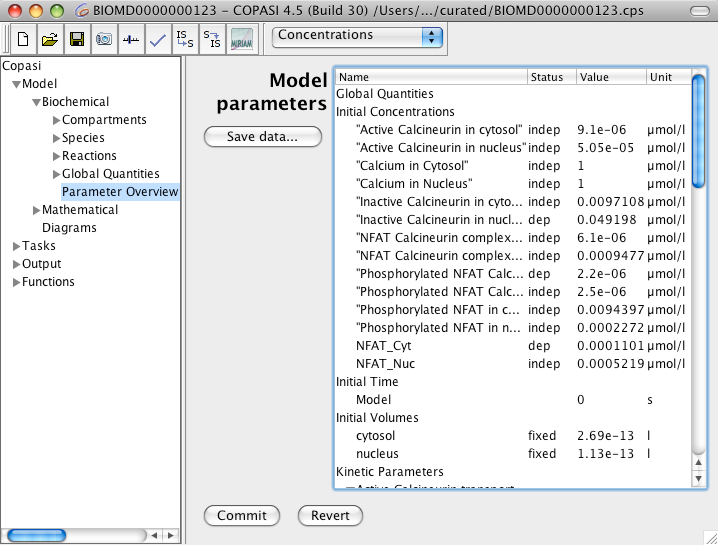 BIOMD0000000123 - COPASI 4.5 (Build 30) /Users/.../curated/BIOMD0000000123.cps
IS S Concentrations
S IS
MIRIAM
Copasi
Model
Biochemical
Compartments
Species
Reactions
Global Quantities
Parameter Overview
Mathematical
Diagrams
Tasks
Output
Functions
Model
parameters
Save data...
Name Status Value Unit
Global Quantities
Initial Concentrations
"Active Calcineurin in cytosol" indep 9.1e-06 µmol/l
"Active Calcineurin in nucleus" indep 5.05e-05 µmol/l
"Calcium in Cytosol" indep 1 µmol/l
"Calcium in Nucleus" indep 1 µmol/l
"Inactive Calcineurin in cyto... indep 0.0097108 µmol/l
"Inactive Calcineurin in nucl... dep 0.049198 µmol/l
"NFAT Calcineurin complex... indep 6.1e-06 µmol/l
"NFAT Calcineurin complex... indep 0.0009477 µmol/l
"Phosphorylated NFAT Calc... dep 2.2e-06 µmol/l
"Phosphorylated NFAT Calc... indep 2.5e-06 µmol/l
"Phosphorylated NFAT in c... indep 0.0094397 µmol/l
"Phosphorylated NFAT in n... indep 0.0002272 µmol/l
NFAT_Cyt dep 0.0001101 µmol/l
NFAT_Nuc indep 0.0005219 µmol/l
Initial Time
Model 0 s
Initial Volumes
cytosol fixed 2.69e-13 l
nucleus fixed 1.13e-13 l
Kinetic Parameters
Active Calcineurin transport
Commit Revert